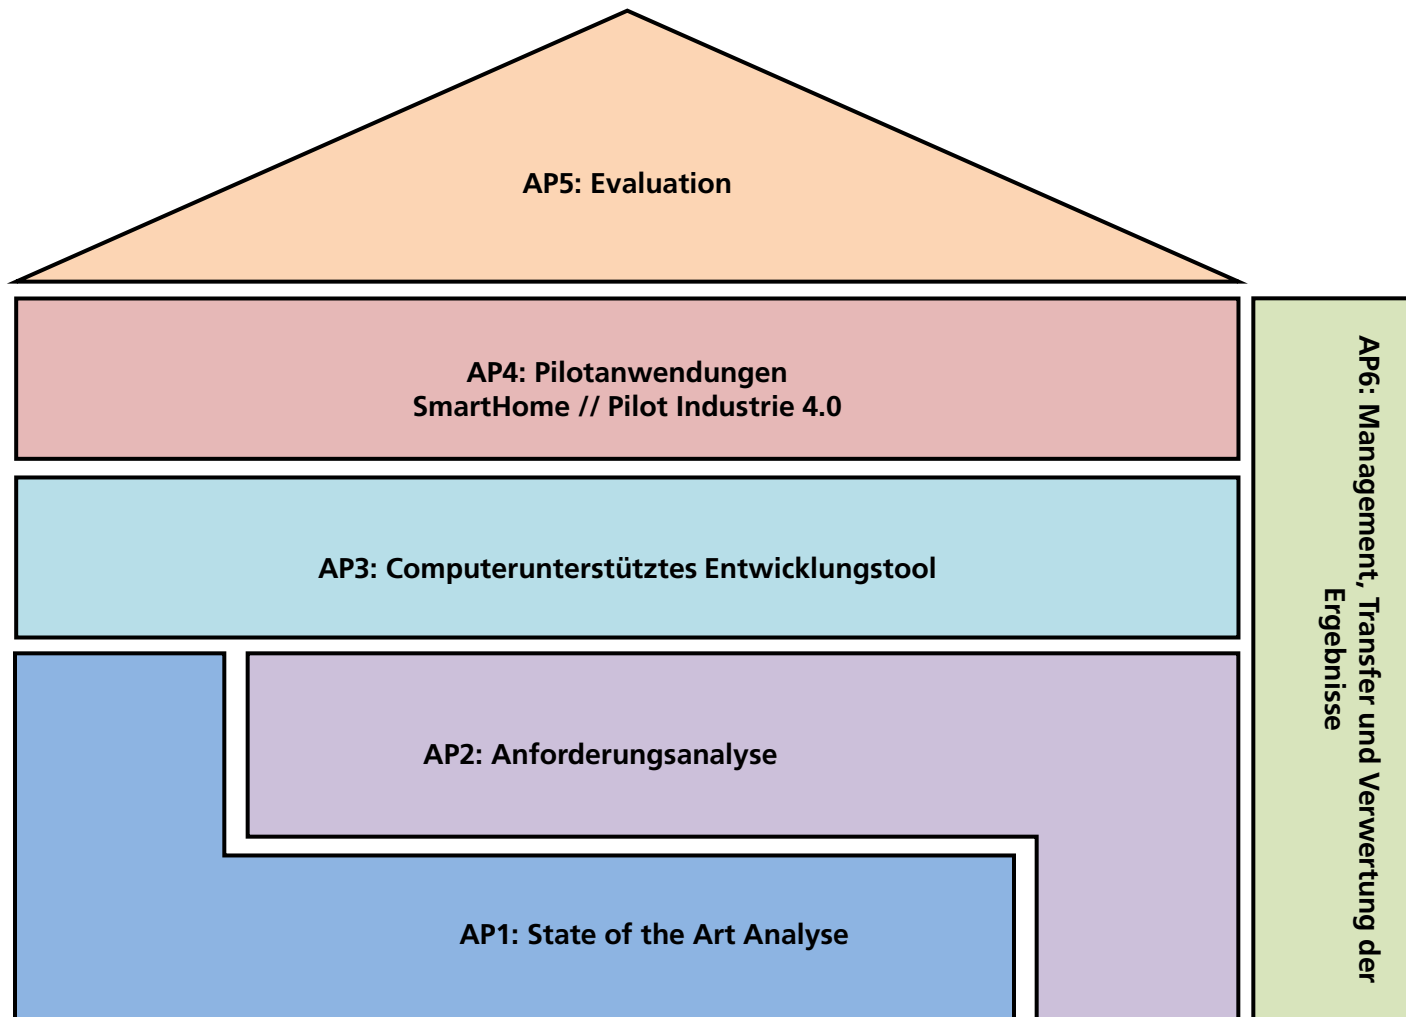 AP5: Evaluation
AP4: Pilotanwendungen
SmartHome // Pilot Industrie 4.0
AP3: Computerunterstütztes Entwicklungstool
AP2: Anforderungsanalyse
AP1: State of the Art Analyse
AP6: Management, Transfer und Verwertung der
Ergebnisse